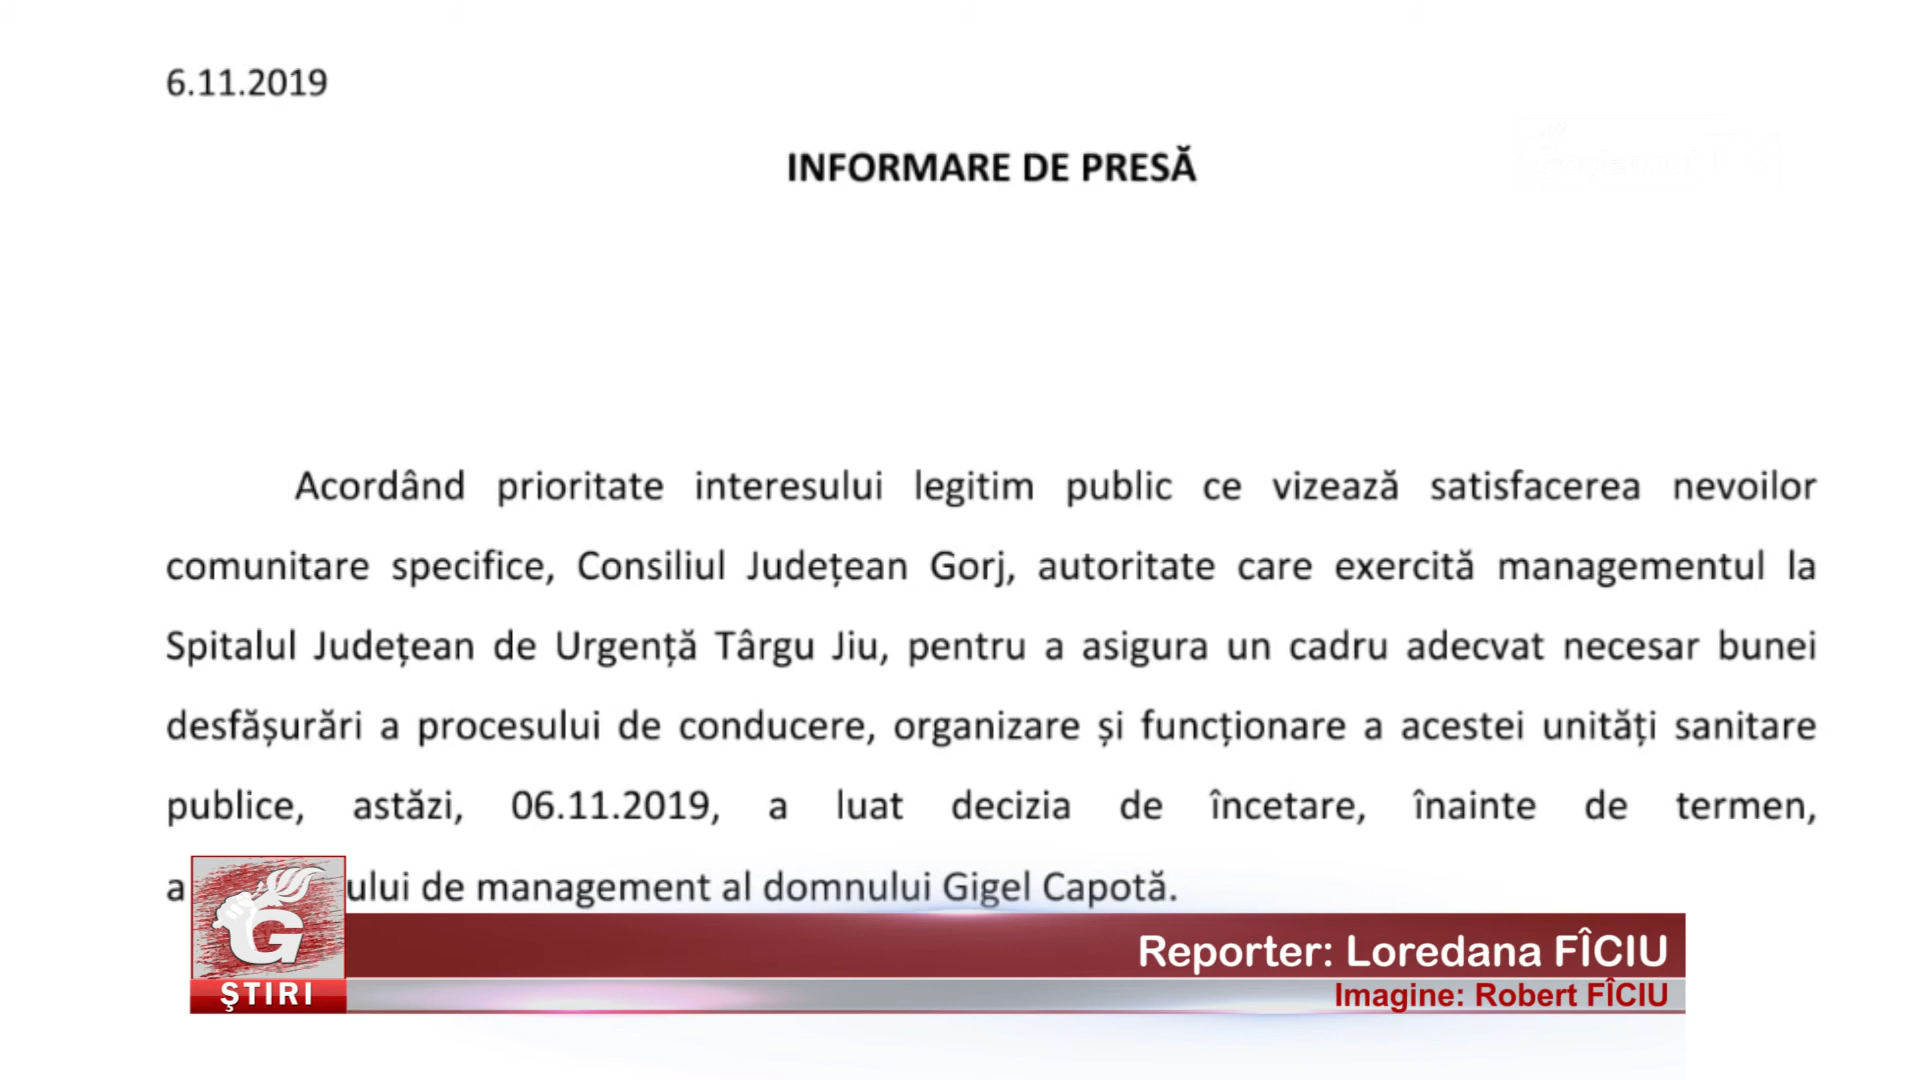 6.11.2019
INFORMARE DE PRESĂ
Acordând prioritate interesului legitim public ce vizează satisfacerea nevoilor
comunitare specifice, Consiliul Județean Gorj, autoritate care exercită managementul la
Spitalul Județean de Urgență Târgu Jiu, pentru a asigura un cadru adecvat necesar bunei
desfășurări a procesului de conducere, organizare și funcționare a acestei unități sanitare
publice, astăzi, 06.11.2019, a luat decizia de încetare, înainte de termen,
a ului de management al domnului Gigel Capotă.
G
ŞTIRI
Reporter: Loredana FÎCIU
Imagine: Robert FÎCIU